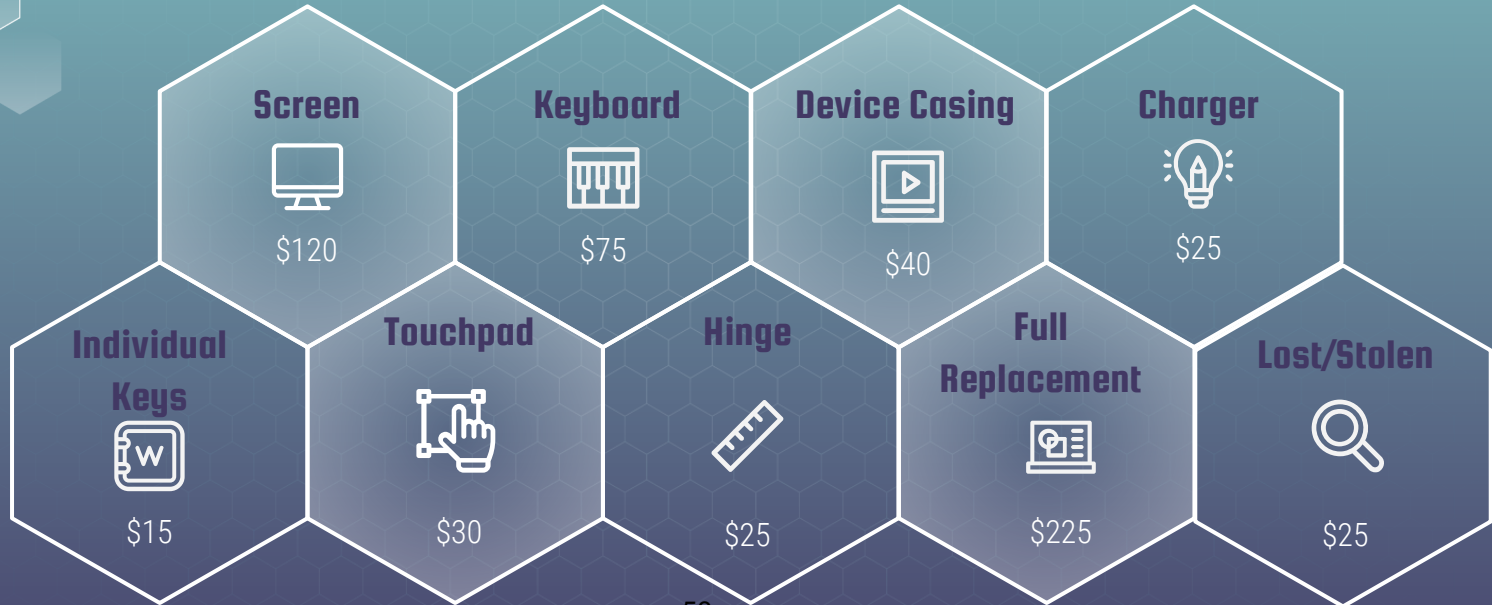 Screen
$120
Keyboard
$75
Device Casing
$40
Charger
$25
Individual
Keys
W
$15
Touchpad
$30
Hinge
$25
Full
Replacement
$225
Lost/Stolen
$25